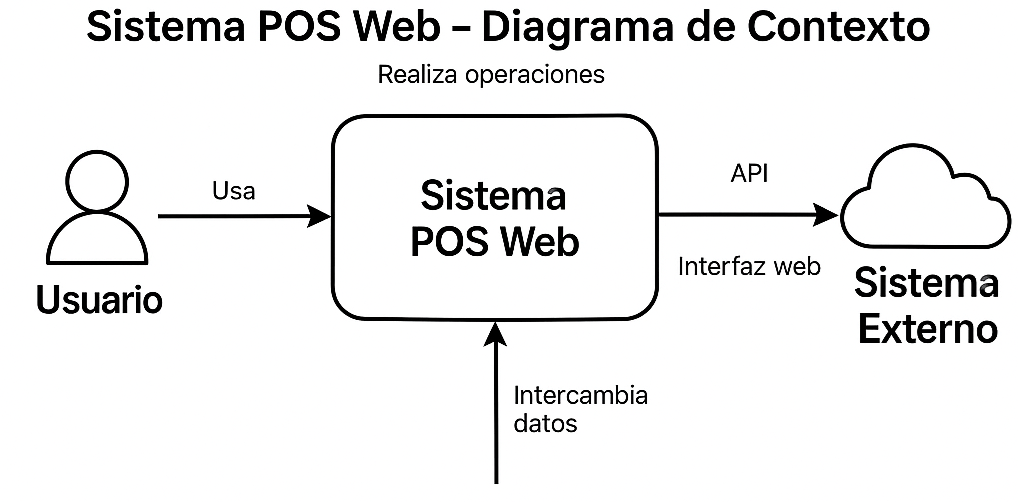 Sistema POS Web – Diagrama de Contexto
Realiza operaciones
Usa
Sistema
POS Web
API
Interfaz web
Usuario
Sistema
Externo
Intercambia
datos